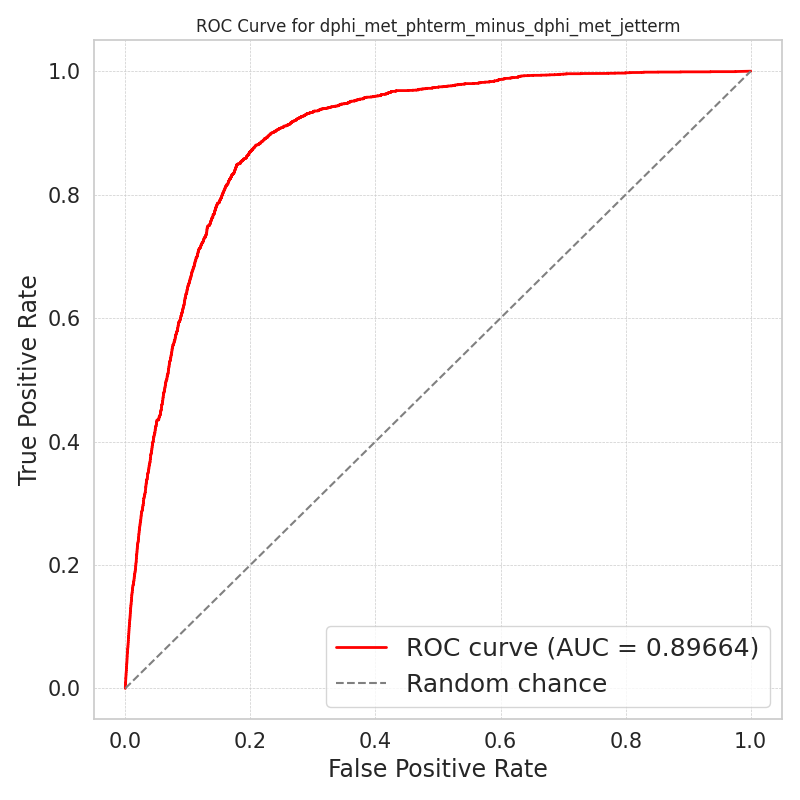 ROC Curve for dphi_met_phterm_minus_dphi_met_jetterm
True Positive Rate
1.0
0.8
0.6
0.4
0.2
0.0
ROC curve (AUC = 0.89664)
Random chance
0.0 0.2 0.4 0.6 0.8 1.0
False Positive Rate